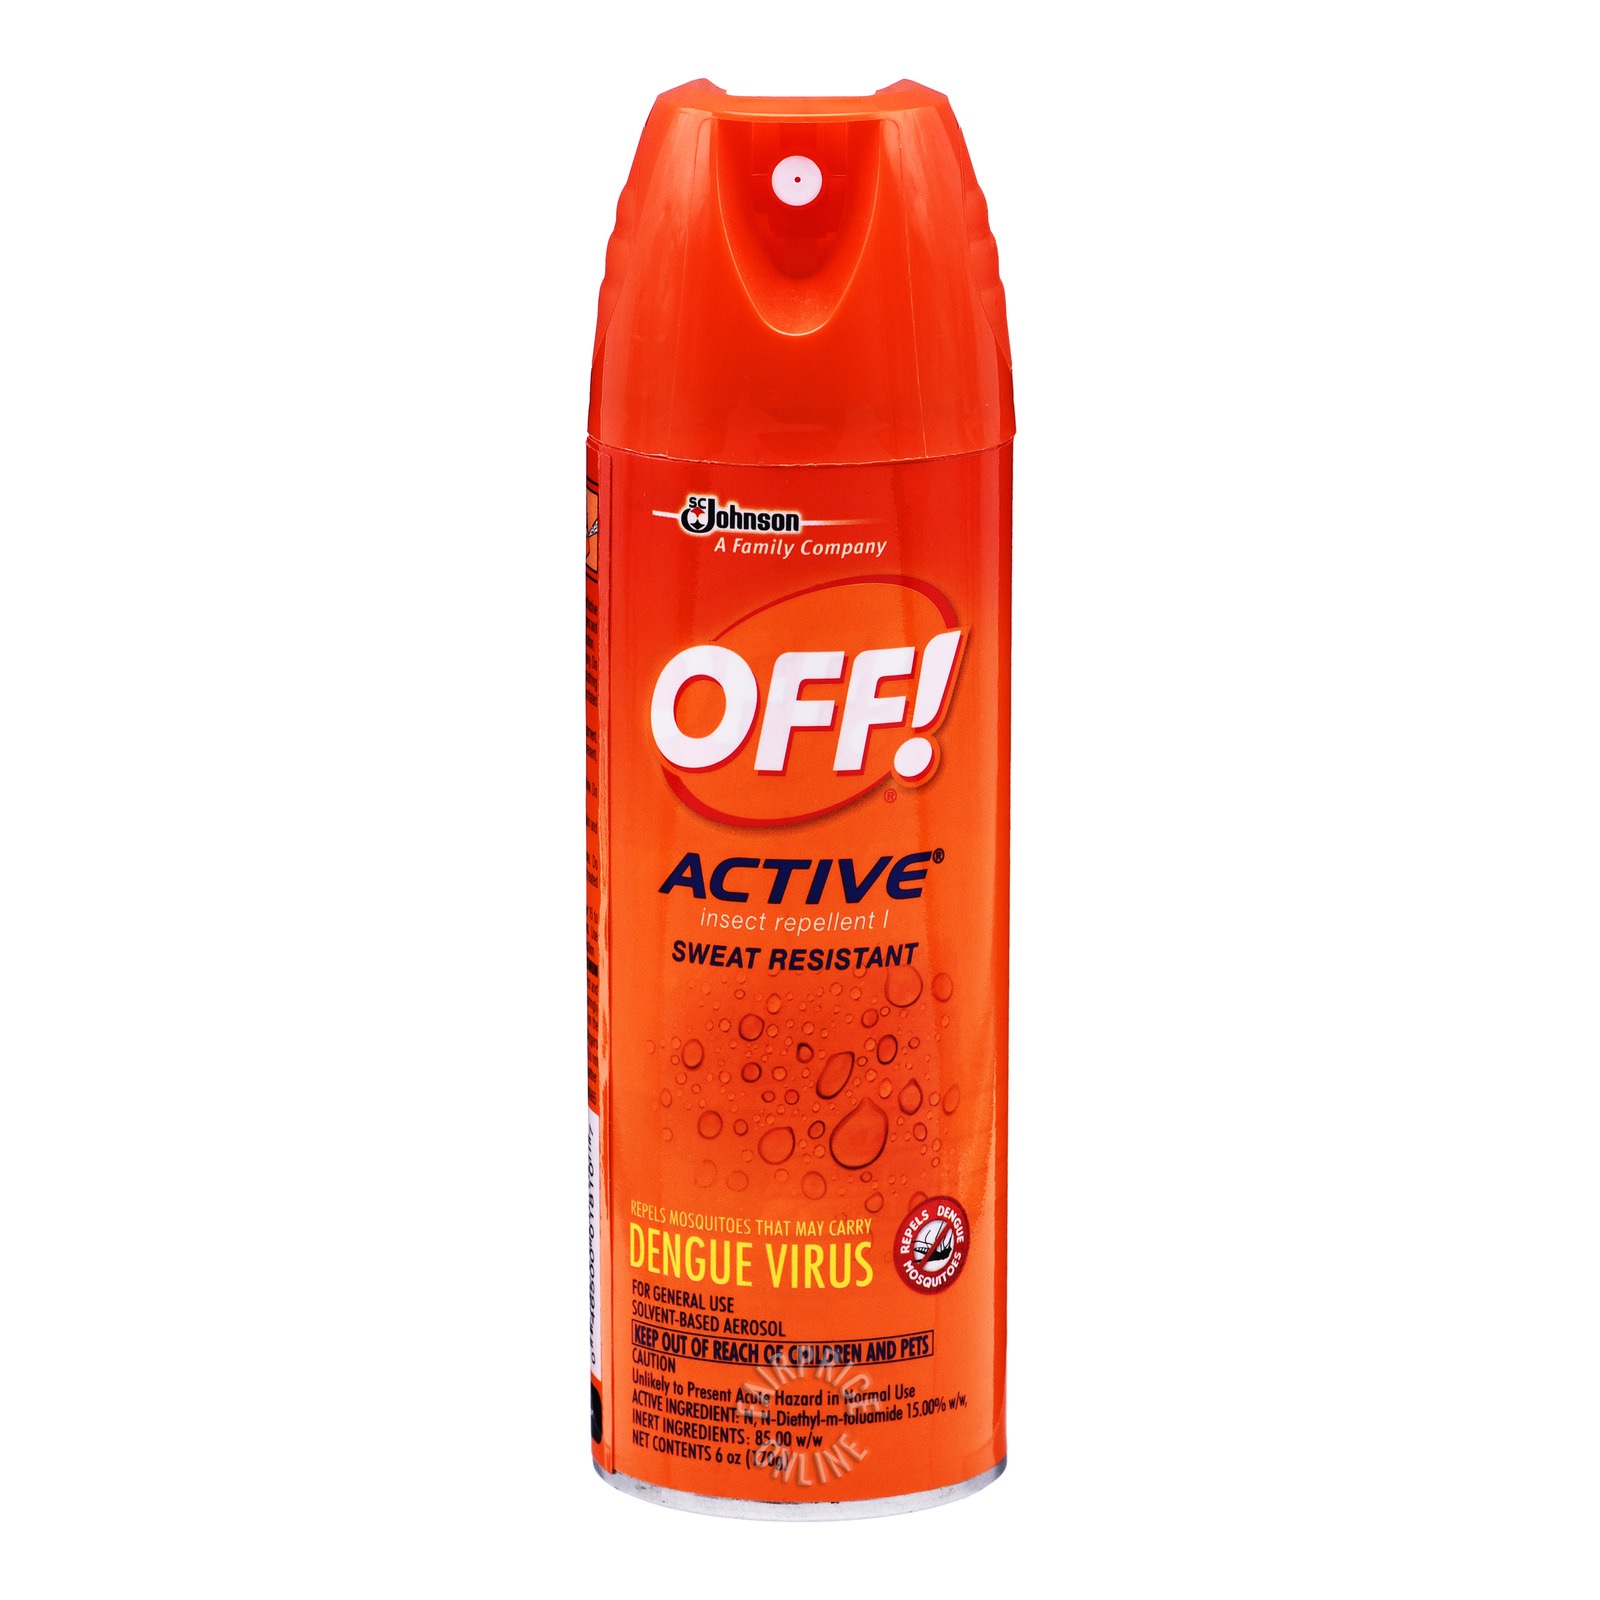 SC Johnson
A Family Company
OFF!
®
ACTIVE®
insect repellent I
SWEAT RESISTANT
REPELS MOSQUITOES THAT MAY CARRY
DENGUE VIRUS
REPELS DENGUE MOSQUITOES
FOR GENERAL USE
SOLVENT-BASED AEROSOL
KEEP OUT OF REACH OF CHILDREN AND PETS
CAUTION
Unlikely to Present Acute Hazard in Normal Use
ACTIVE INGREDIENT: N, N-Diethyl-m-toluamide 15.00% w/w,
INERT INGREDIENTS: 85.00 w/w
NET CONTENTS 6 oz (170g)
FAIRPRICE
ONLINE